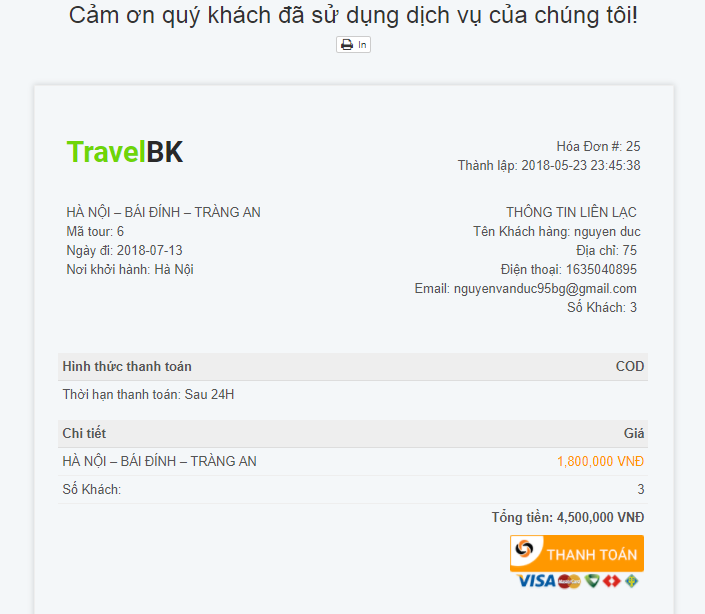 Cảm ơn quý khách đã sử dụng dịch vụ của chúng tôi!
In
TravelBK
Hóa Đơn #: 25
Thành lập: 2018-05-23 23:45:38
HÀ NỘI – BÁI ĐÍNH – TRÀNG AN
Mã tour: 6
Ngày đi: 2018-07-13
Nơi khởi hành: Hà Nội
THÔNG TIN LIÊN LẠC
Tên Khách hàng: nguyen duc
Địa chỉ: 75
Điện thoại: 1635040895
Email: nguyenvanduc95bg@gmail.com
Số Khách: 3
Hình thức thanh toán COD
Thời hạn thanh toán: Sau 24H
Chi tiết Giá
HÀ NỘI – BÁI ĐÍNH – TRÀNG AN 1,800,000 VNĐ
Số Khách: 3
Tổng tiền: 4,500,000 VNĐ
THANH TOÁN
VISA